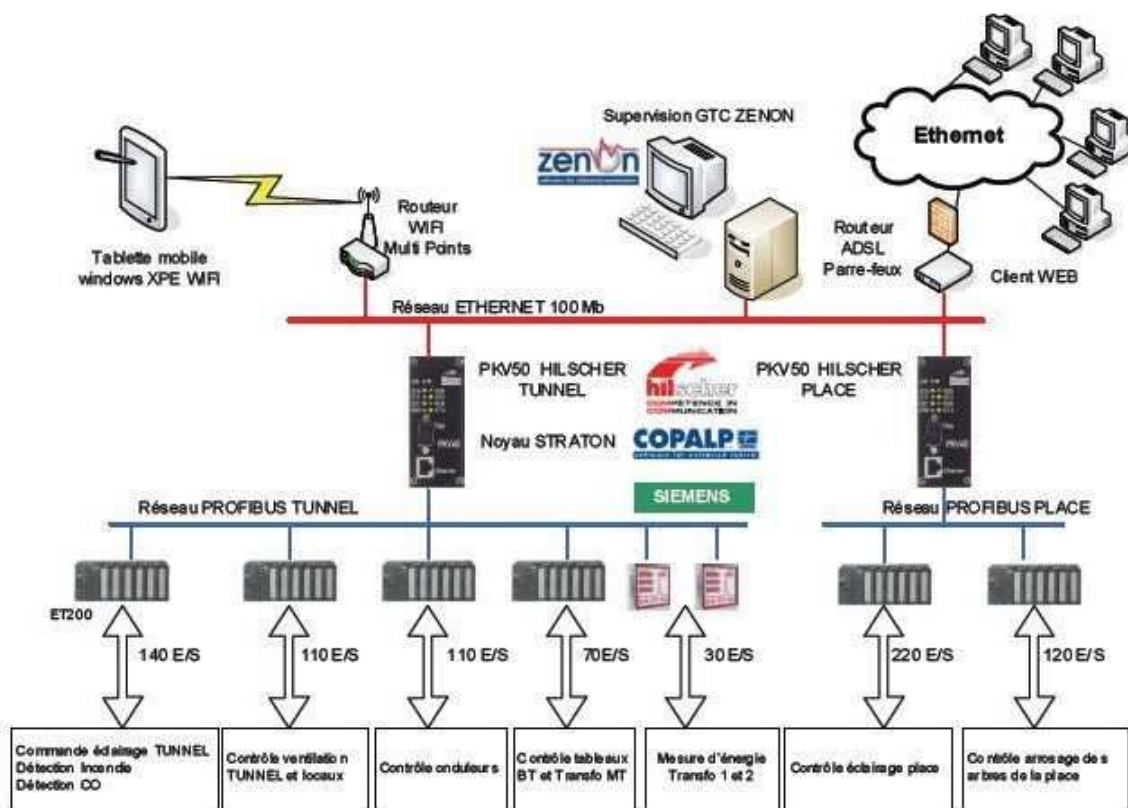 Supervision GTC ZENON
zenon
Ethernet
Routeur
WIFI
Multi Points
Tablette mobile
windows XPE WIFI
Routeur
ADSL
Parre-feux
Client WEB
Réseau ETHERNET 100 Mb
PKV50 HILSCHER
TUNNEL
hilscher
COMPETENCE IN
COMMUNICATION
PKV50 HILSCHER
PLACE
Noyau STRATON
COPALP
SIEMENS
Réseau PROFIBUS TUNNEL
Réseau PROFIBUS PLACE
ET200
140 E/S
110 E/S
110 E/S
70E/S
30 E/S
220 E/S
120 E/S
Commande éclairage TUNNEL
Détection Incendie
Détection CO
Contrôle ventilation
TUNNEL et locaux
Contrôle onduleurs
Contrôle tableaux
BT et Transfo MT
Mesure d'énergie
Transfo 1 et 2
Contrôle éclairage place
Contrôle arrosage des
arbres de la place